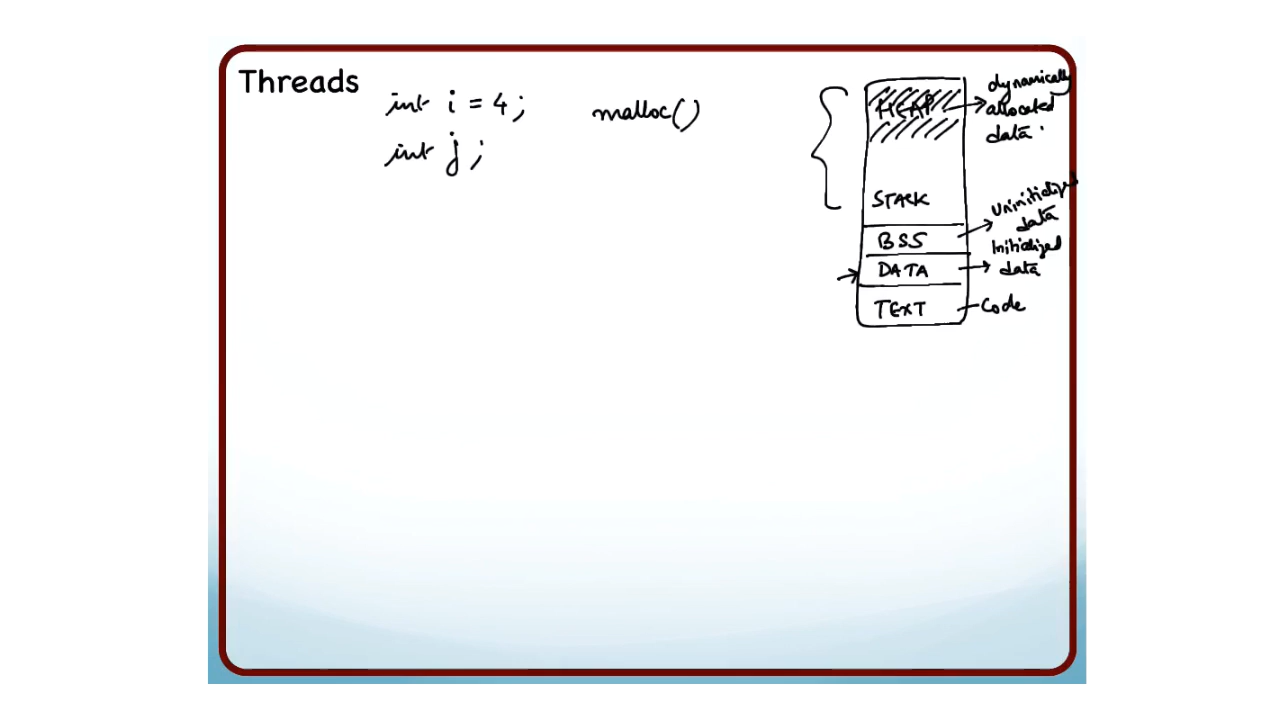 Threads
int i = 4;
int j;
malloc()
HEAP
dynamically
allocated
data.
STACK
BSS
Uninitialized
data
DATA
Initialized
data
TEXT
Code